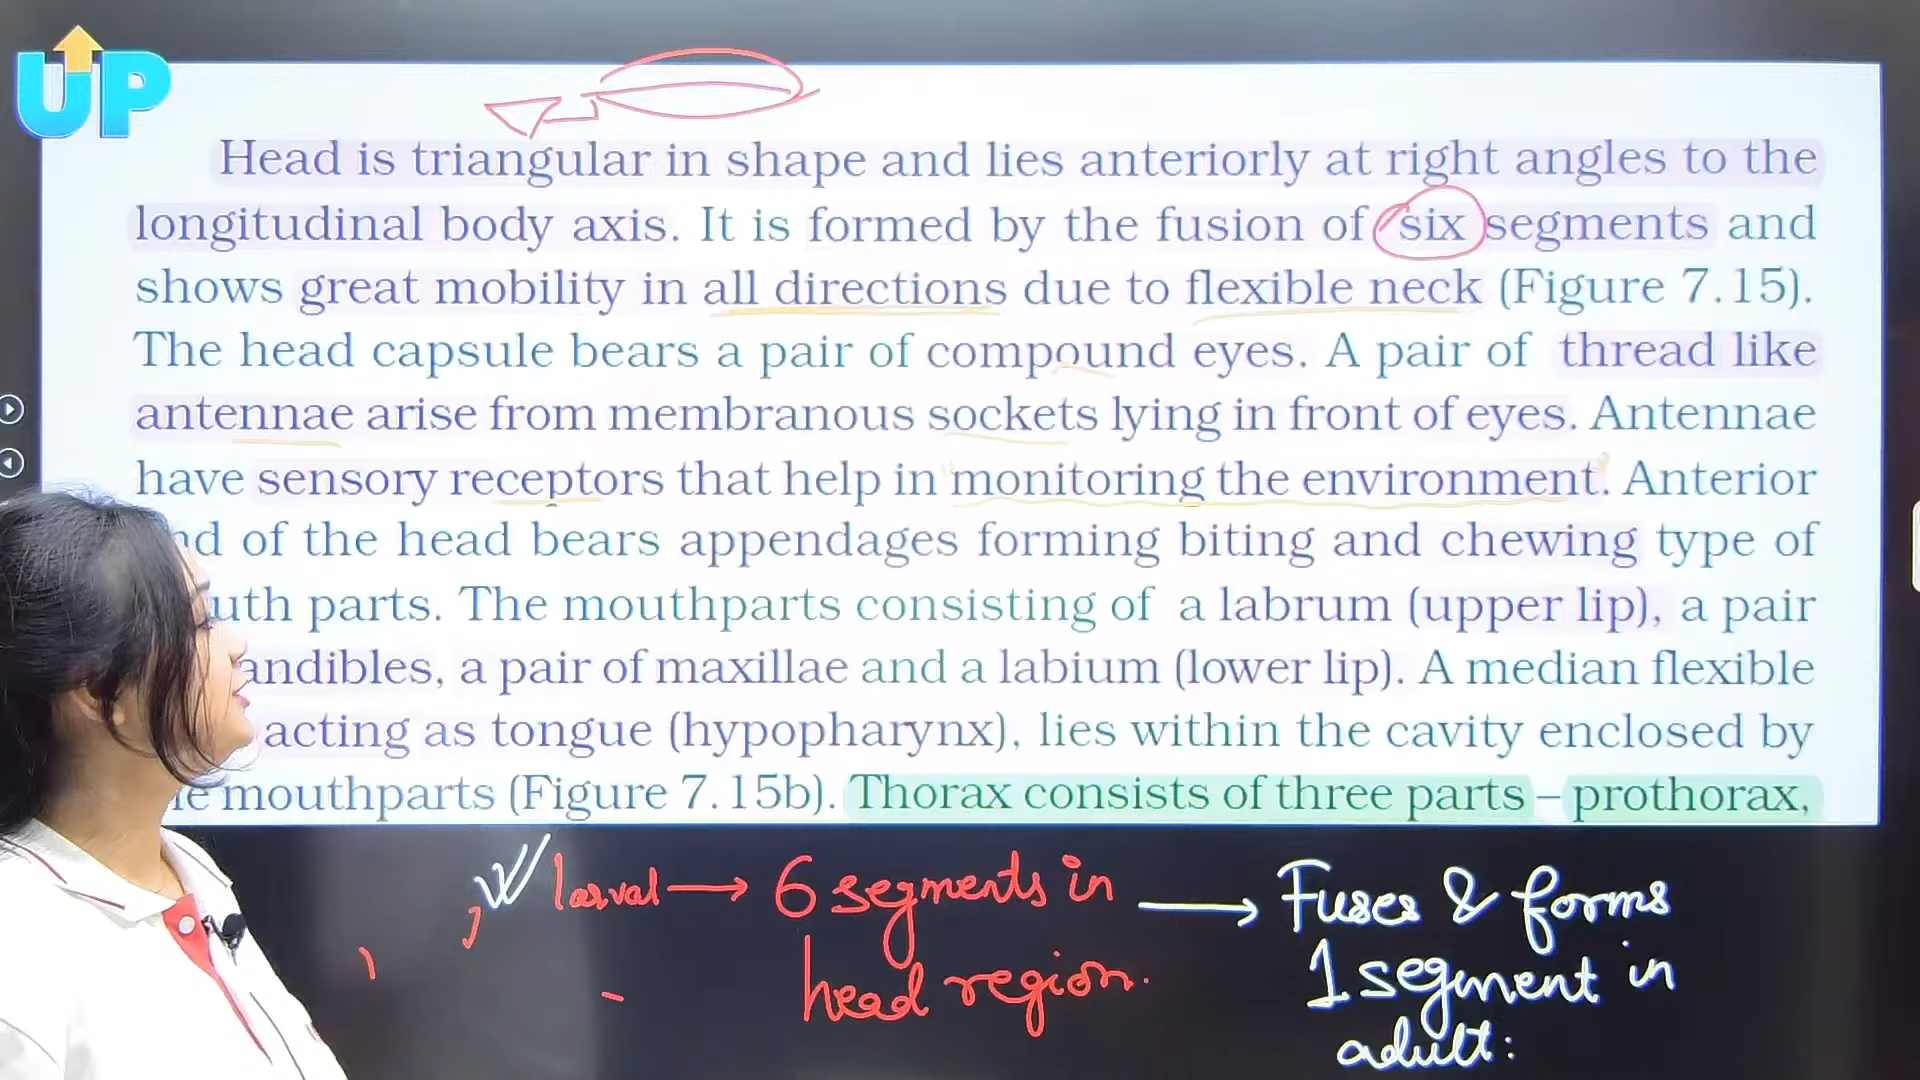 UP
Head is triangular in shape and lies anteriorly at right angles to the
longitudinal body axis. It is formed by the fusion of six segments and
shows great mobility in all directions due to flexible neck (Figure 7.15).
The head capsule bears a pair of compound eyes. A pair of thread like
antennae arise from membranous sockets lying in front of eyes. Antennae
have sensory receptors that help in monitoring the environment. Anterior
nd of the head bears appendages forming biting and chewing type of
uth parts. The mouthparts consisting of a labrum (upper lip), a pair
andibles, a pair of maxillae and a labium (lower lip). A median flexible
acting as tongue (hypopharynx), lies within the cavity enclosed by
e mouthparts (Figure 7.15b). Thorax consists of three parts – prothorax,
larval → 6 segments in → Fuses & forms
head region. 1 segment in
adult: